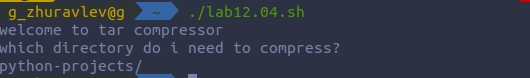 g_zhuravlev@g ~ ./lab12.04.sh
welcome to tar compressor
which directory do i need to compress?
python-projects/